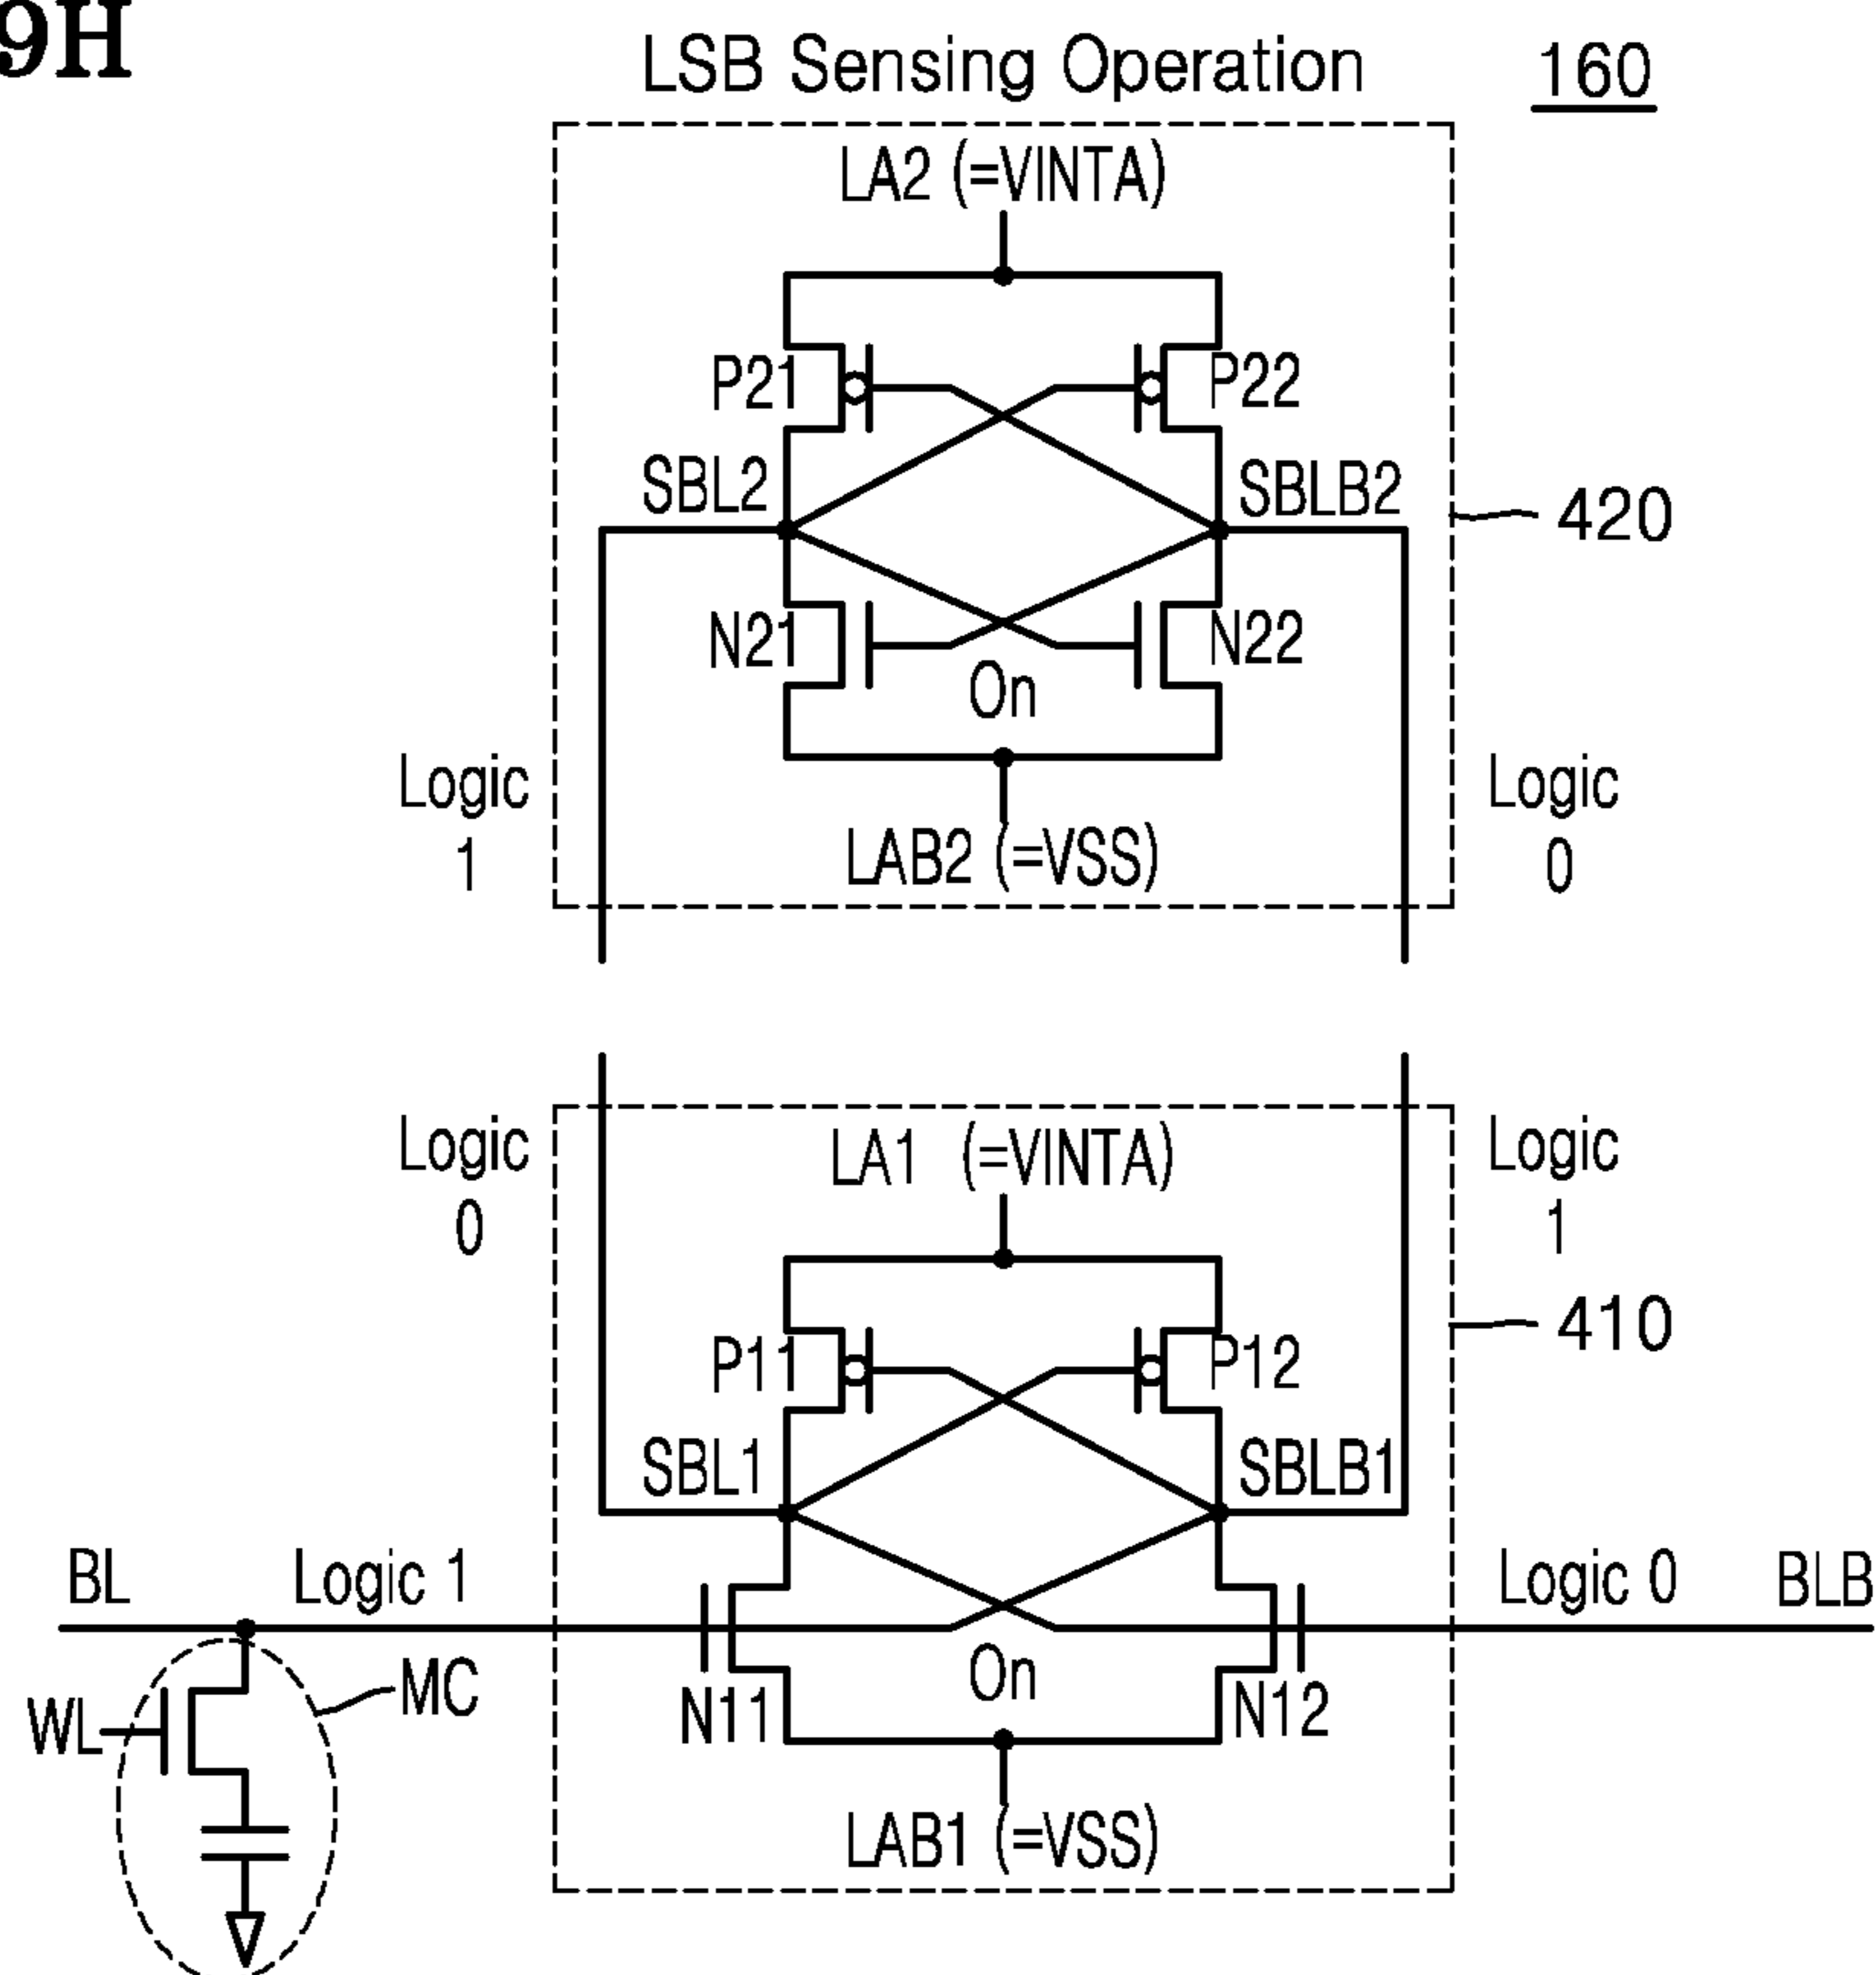 9H
LSB Sensing Operation
160
LA2 (=VINTA)
P21
P22
SBL2
SBLB2
420
N21
N22
On
Logic
1
Logic
0
LAB2 (=VSS)
Logic
0
Logic
1
LA1 (=VINTA)
410
P11
P12
SBL1
SBLB1
BL
Logic 1
Logic 0
BLB
On
MC
WL
N11
N12
LAB1 (=VSS)